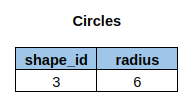 Circles
shape_id radius
3 6